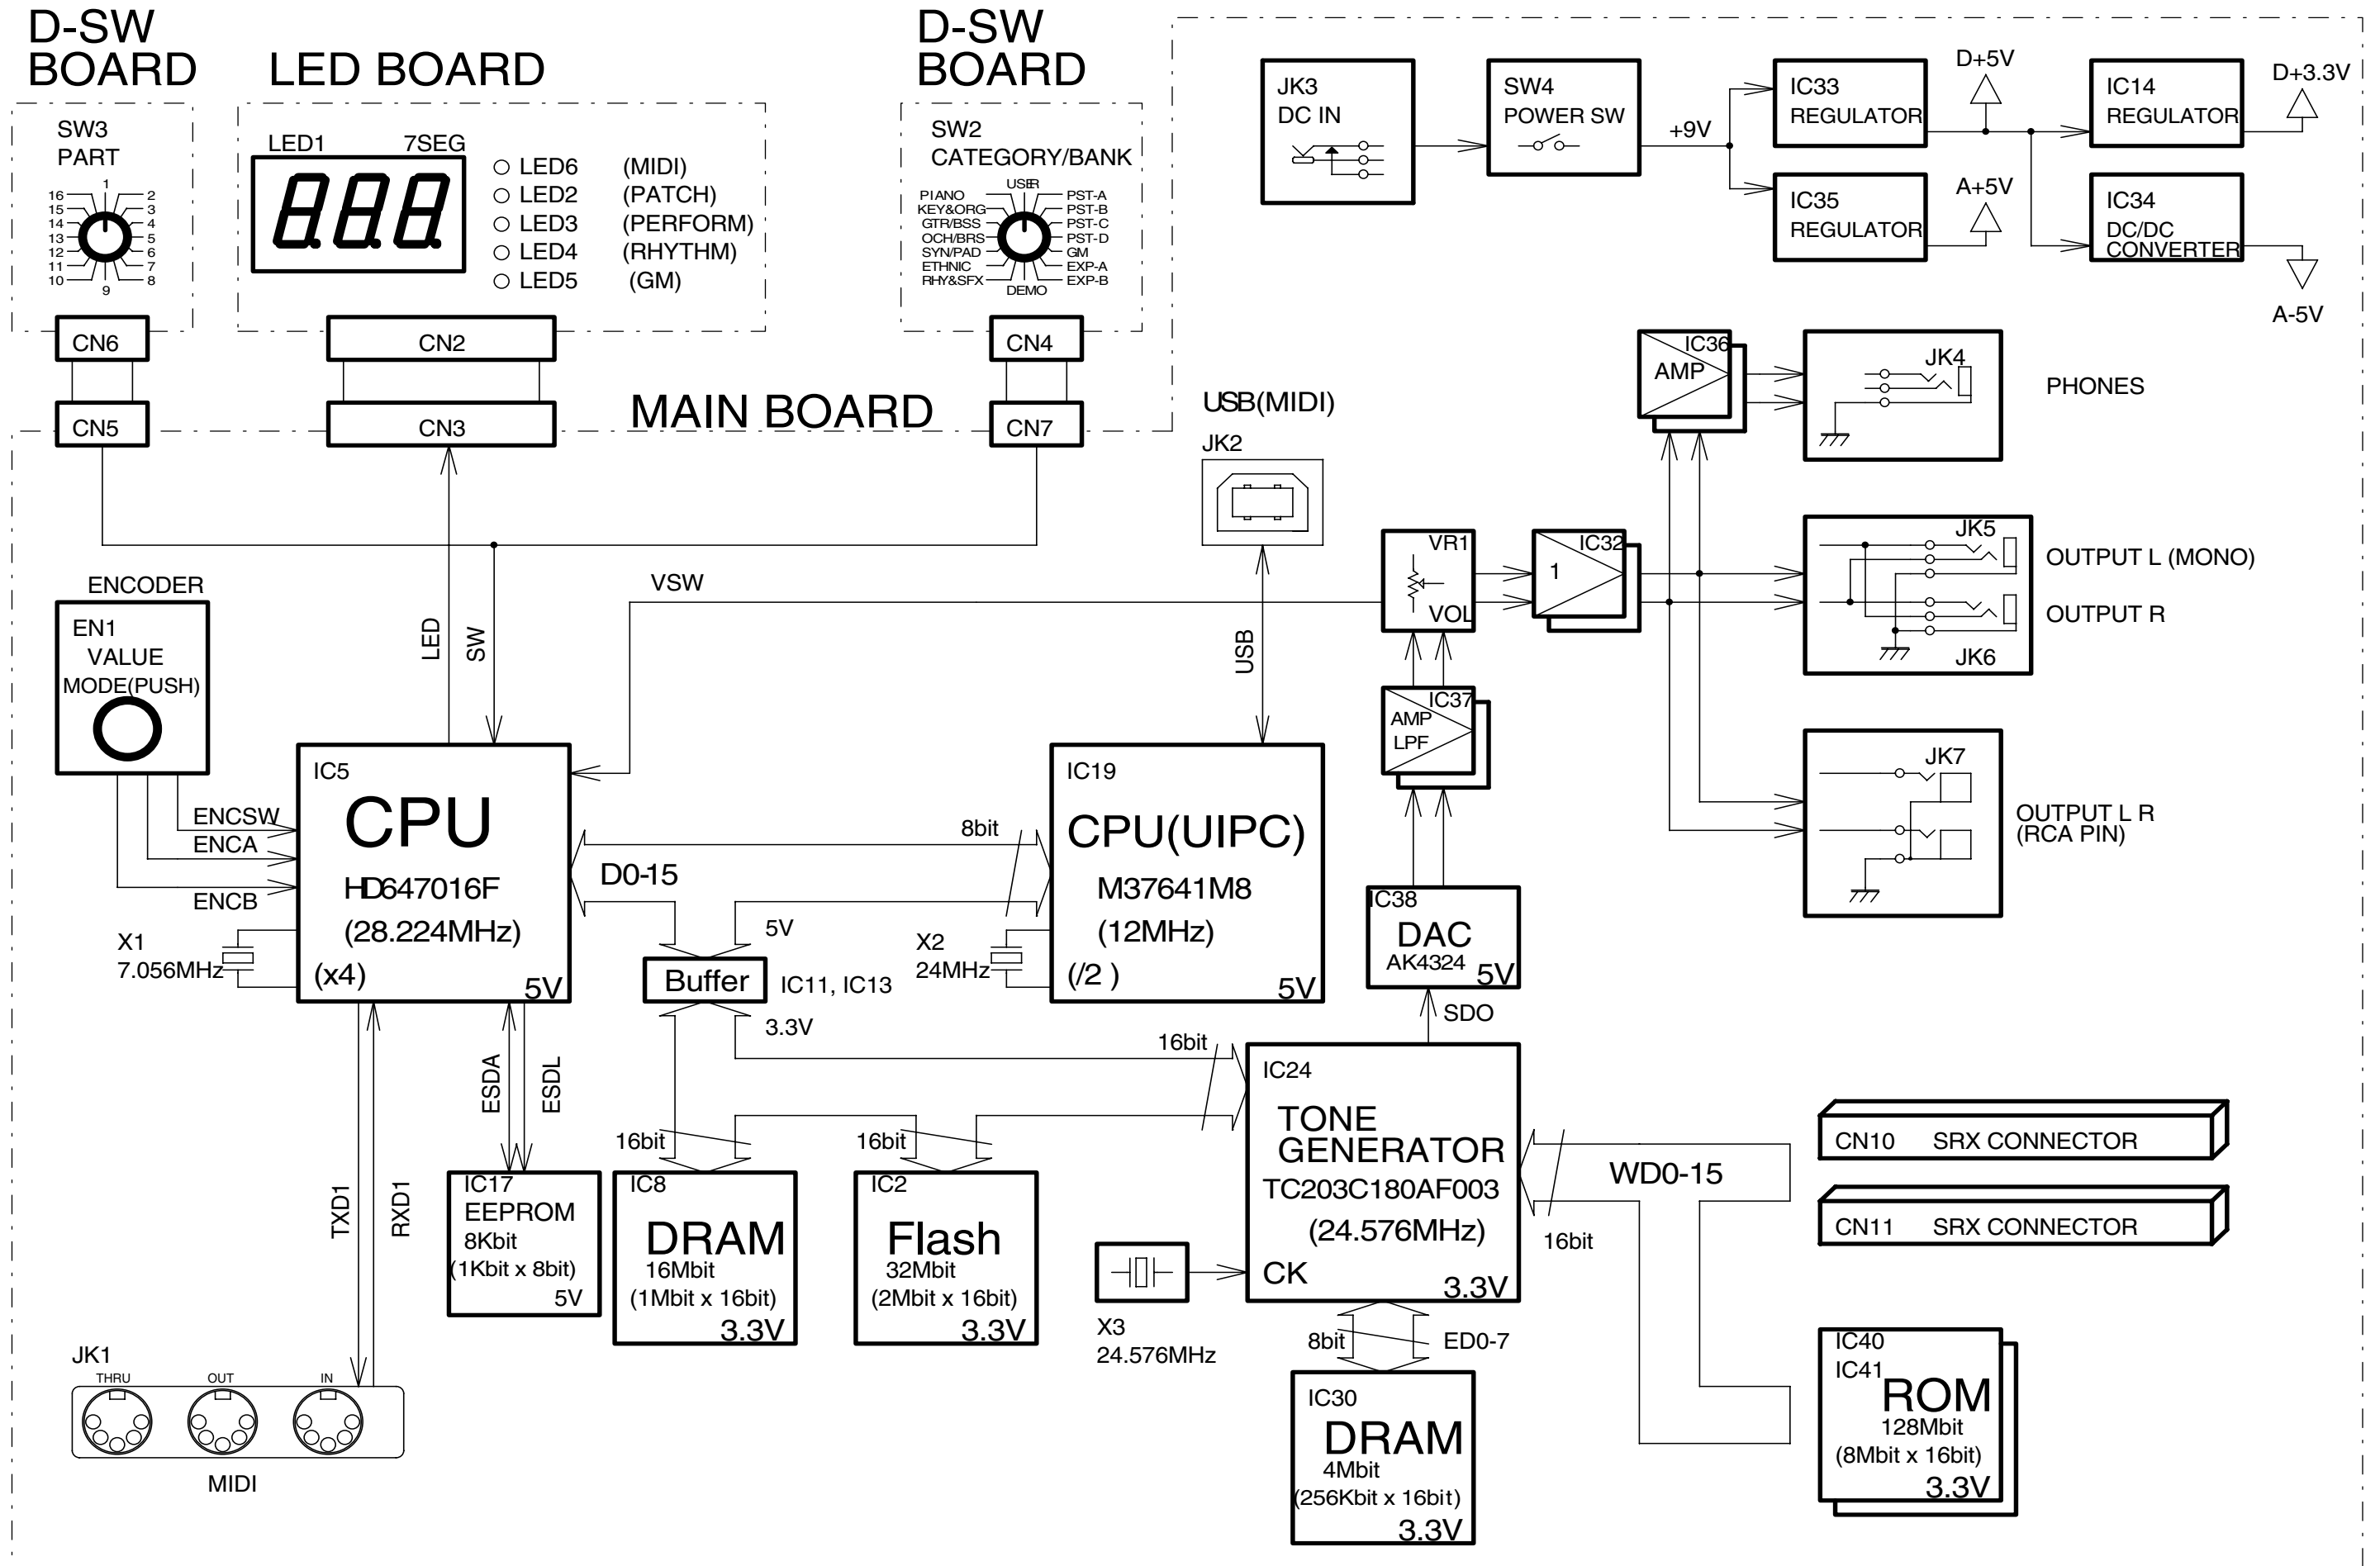 D-SW
BOARD
LED BOARD
D-SW
BOARD
SW3
PART
1
16
15
14
13
12
11
10
2
3
4
5
6
7
8
9
LED1
7SEG
8.8.8.
LED6 (MIDI)
LED2 (PATCH)
LED3 (PERFORM)
LED4 (RHYTHM)
LED5 (GM)
SW2
CATEGORY/BANK
USER
PIANO
KEY&ORG
GTR/BSS
OCH/BRS
SYN/PAD
ETHNIC
RHY&SFX
PST-A
PST-B
PST-C
PST-D
GM
EXP-A
EXP-B
DEMO
JK3
DC IN
SW4
POWER SW
+9V
IC33
REGULATOR
D+5V
IC14
REGULATOR
D+3.3V
IC35
REGULATOR
A+5V
IC34
DC/DC
CONVERTER
A-5V
CN6
CN2
CN4
CN5
CN3
CN7
MAIN BOARD
USB(MIDI)
JK2
IC36
AMP
JK4
PHONES
ENCODER
EN1
VALUE
MODE(PUSH)
LED
SW
VSW
USB
VR1
VOL
IC32
1
JK5
OUTPUT L (MONO)
OUTPUT R
JK6
IC37
AMP
LPF
JK7
OUTPUT L R
(RCA PIN)
ENCSW
ENCA
ENCB
X1
7.056MHz
IC5
CPU
HD647016F
(28.224MHz)
(x4)
5V
D0-15
8bit
IC19
CPU(UIPC)
M37641M8
(12MHz)
(/2 )
5V
X2
24MHz
5V
Buffer
IC11, IC13
3.3V
IC38
DAC
AK4324
5V
SDO
16bit
TXD1
RXD1
ESDA
ESDL
IC17
EEPROM
8Kbit
(1Kbit x 8bit)
5V
16bit
IC8
DRAM
16Mbit
(1Mbit x 16bit)
3.3V
16bit
IC2
Flash
32Mbit
(2Mbit x 16bit)
3.3V
IC24
TONE
GENERATOR
TC203C180AF003
(24.576MHz)
CK
3.3V
X3
24.576MHz
8bit
ED0-7
IC30
DRAM
4Mbit
(256Kbit x 16bit)
3.3V
WD0-15
16bit
CN10 SRX CONNECTOR
CN11 SRX CONNECTOR
IC40
IC41
ROM
128Mbit
(8Mbit x 16bit)
3.3V
JK1
THRU
OUT
IN
MIDI